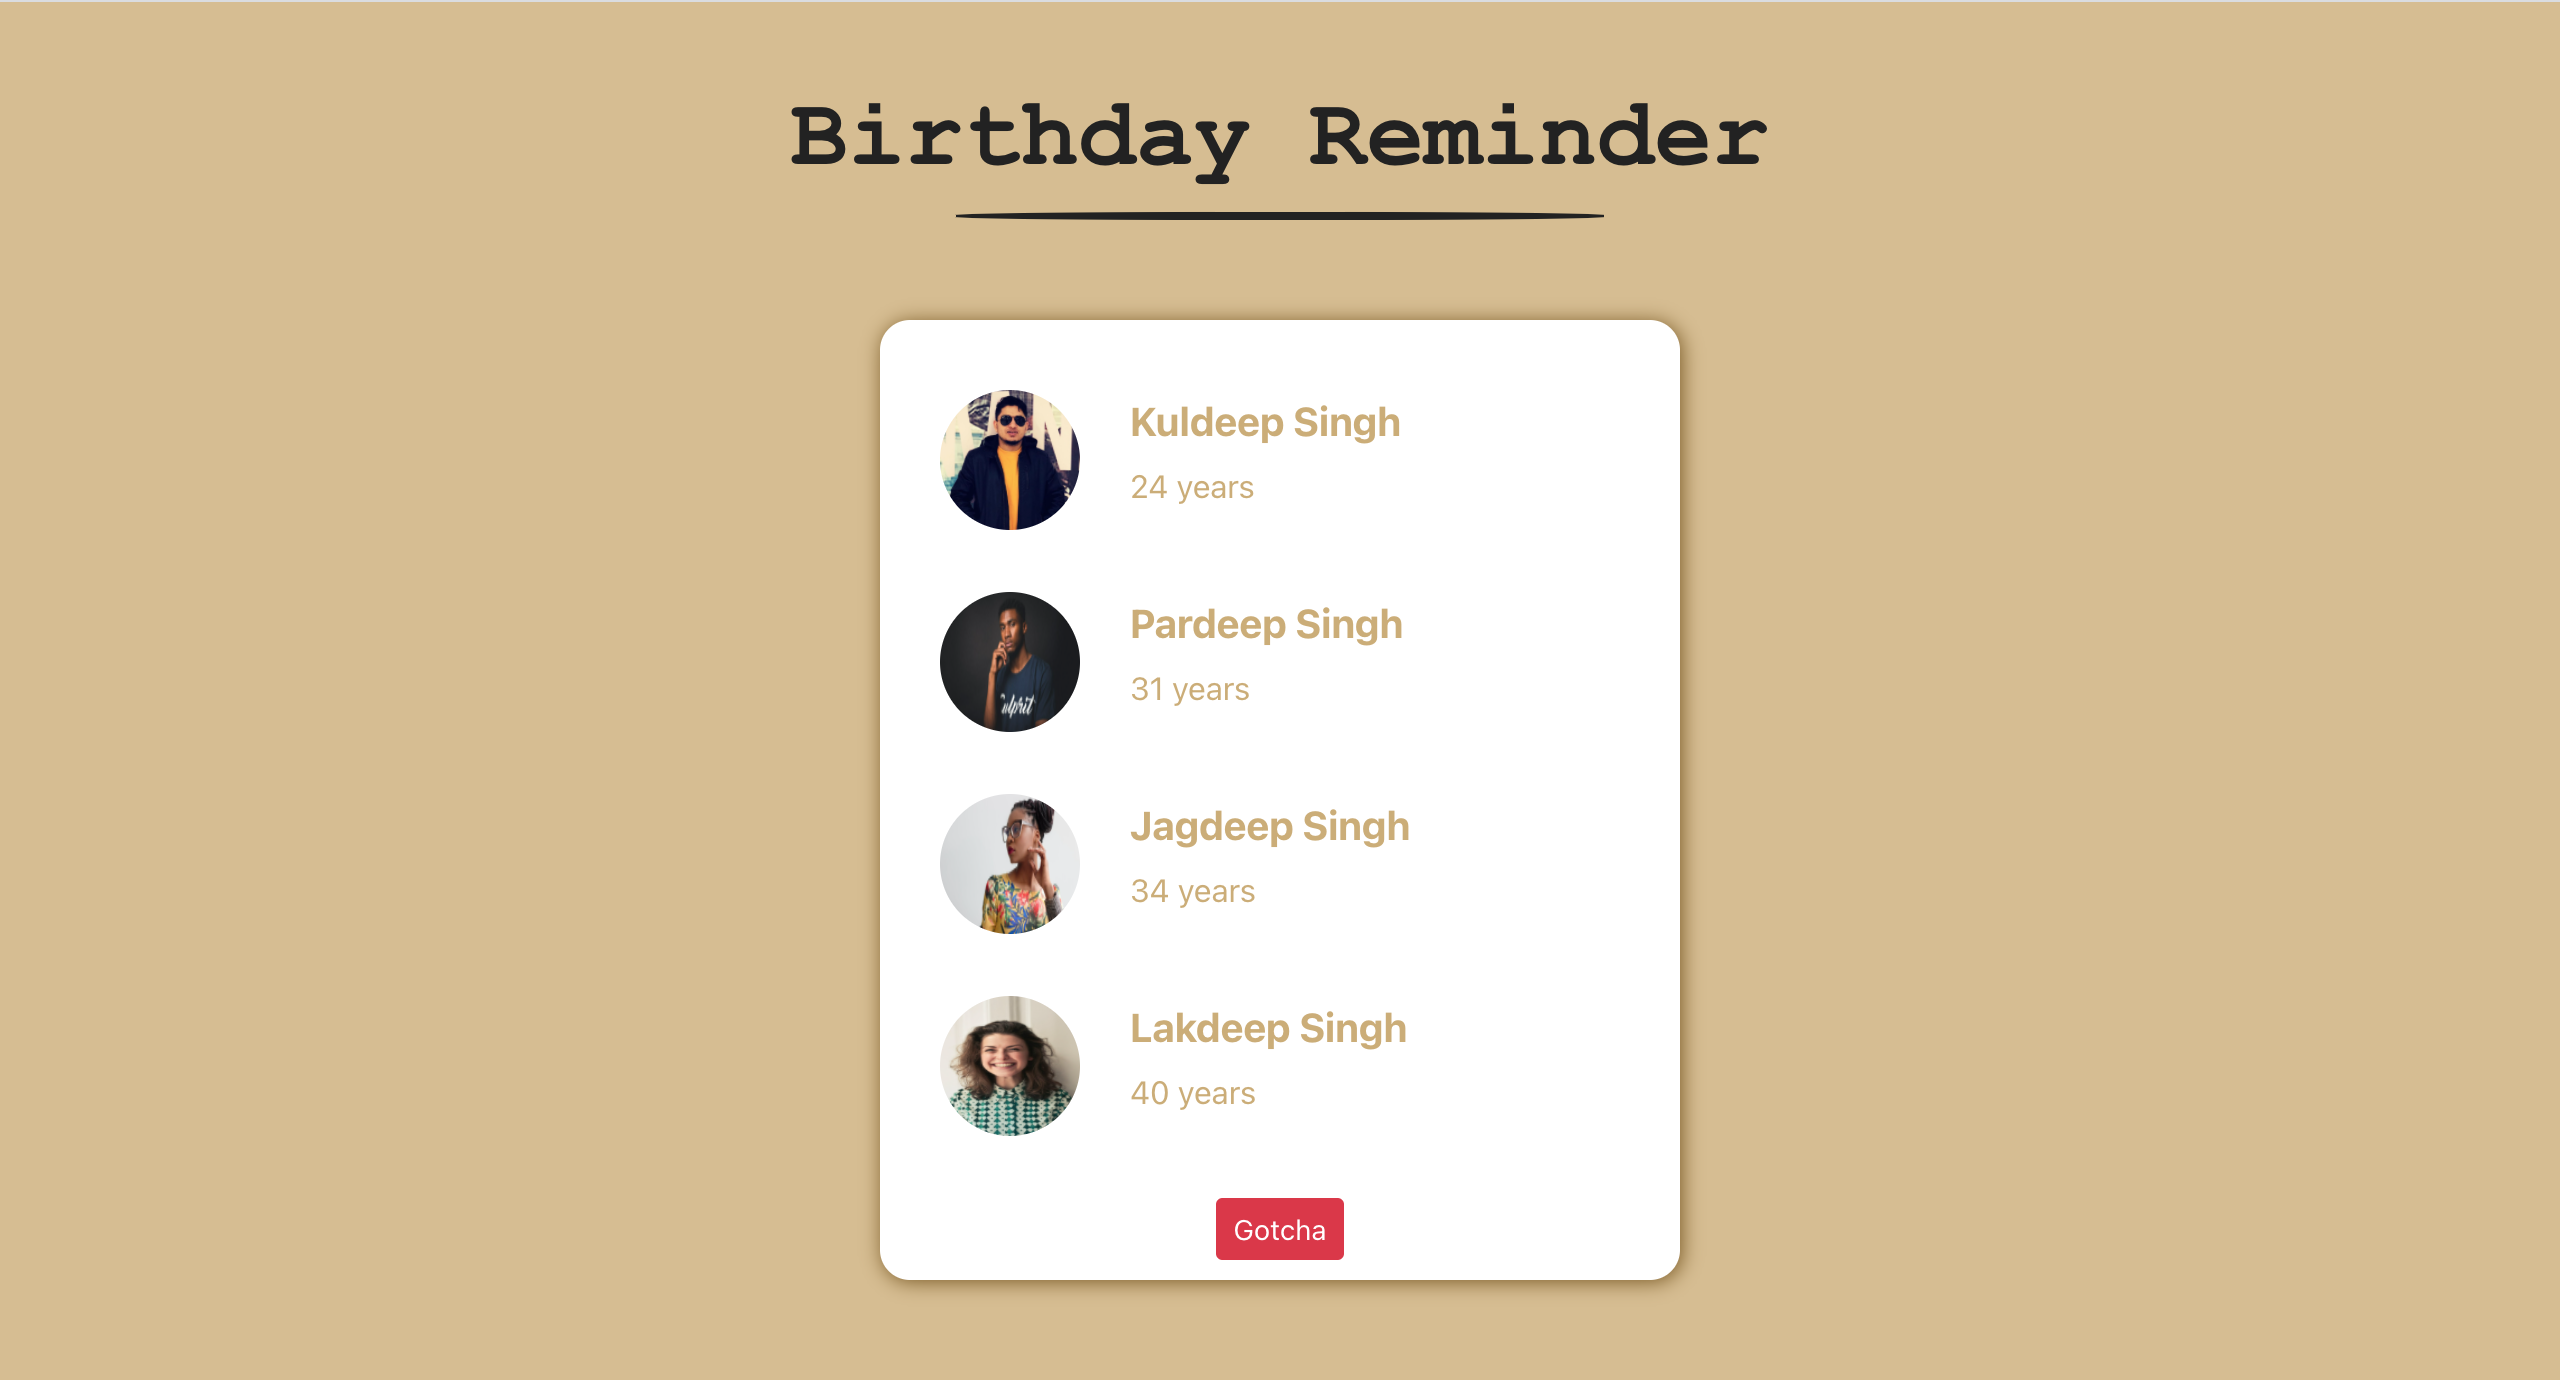 Birthday Reminder
Kuldeep Singh
24 years
Pardeep Singh
31 years
Culprit
Jagdeep Singh
34 years
Lakdeep Singh
40 years
Gotcha